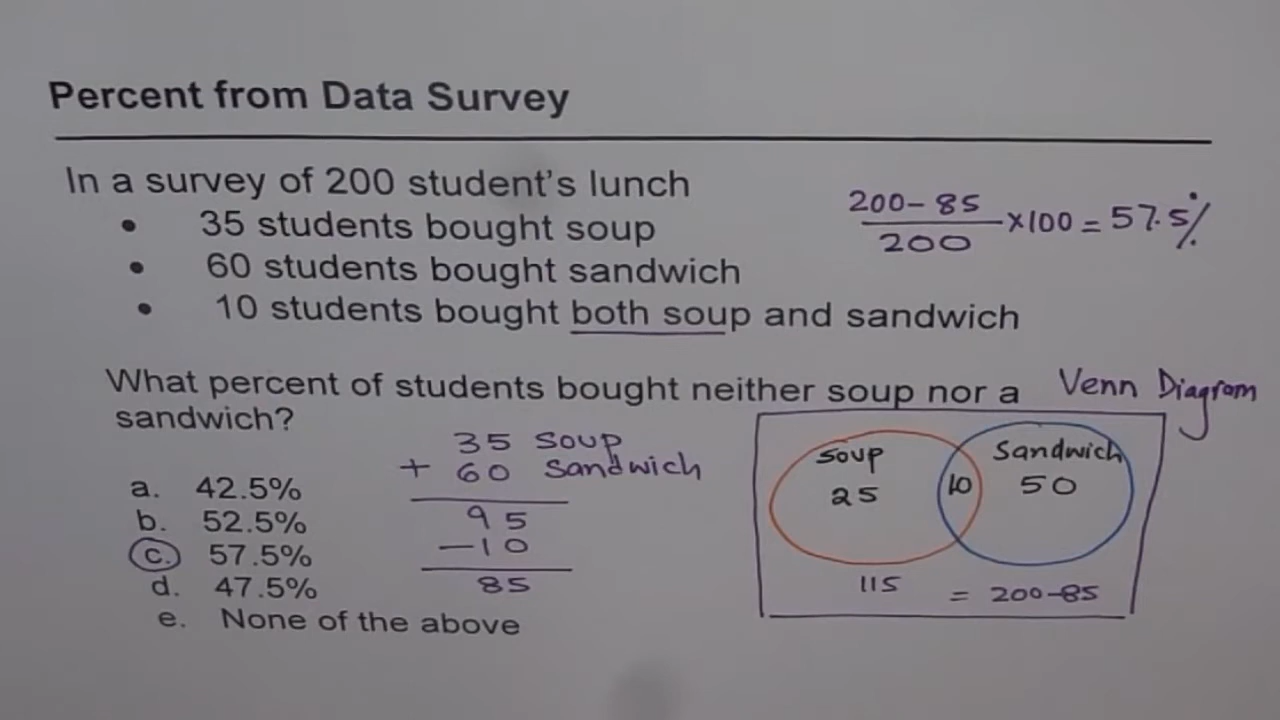 Percent from Data Survey
In a survey of 200 student's lunch
• 35 students bought soup
• 60 students bought sandwich
• 10 students bought both soup and sandwich
200-85
200
×100 = 57.5%
What percent of students bought neither soup nor a
sandwich?
a. 42.5%
b. 52.5%
c. 57.5%
d. 47.5%
e. None of the above
35 Soup
+ 60 Sandwich
95
-10
85
Venn Diagram
Soup
25
10
Sandwich
50
115 = 200-85